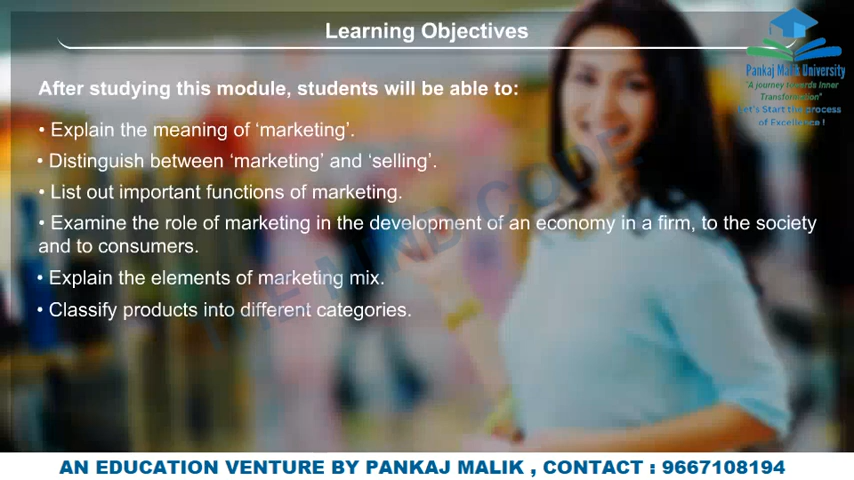 Learning Objectives
Pankaj Malik University
"A journey towards Inner
Transformation"
Let's Start the process
of Excellence !
After studying this module, students will be able to:
• Explain the meaning of ‘marketing’.
• Distinguish between ‘marketing’ and ‘selling’.
• List out important functions of marketing.
• Examine the role of marketing in the development of an economy in a firm, to the society
and to consumers.
• Explain the elements of marketing mix.
• Classify products into different categories.
THE MIND CODE
AN EDUCATION VENTURE BY PANKAJ MALIK , CONTACT : 9667108194